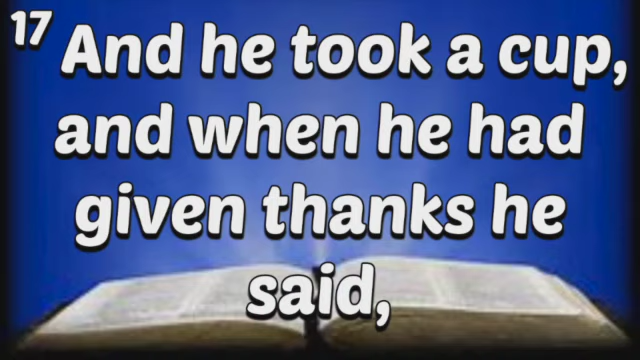 17 And he took a cup,
and when he had
given thanks he
said,